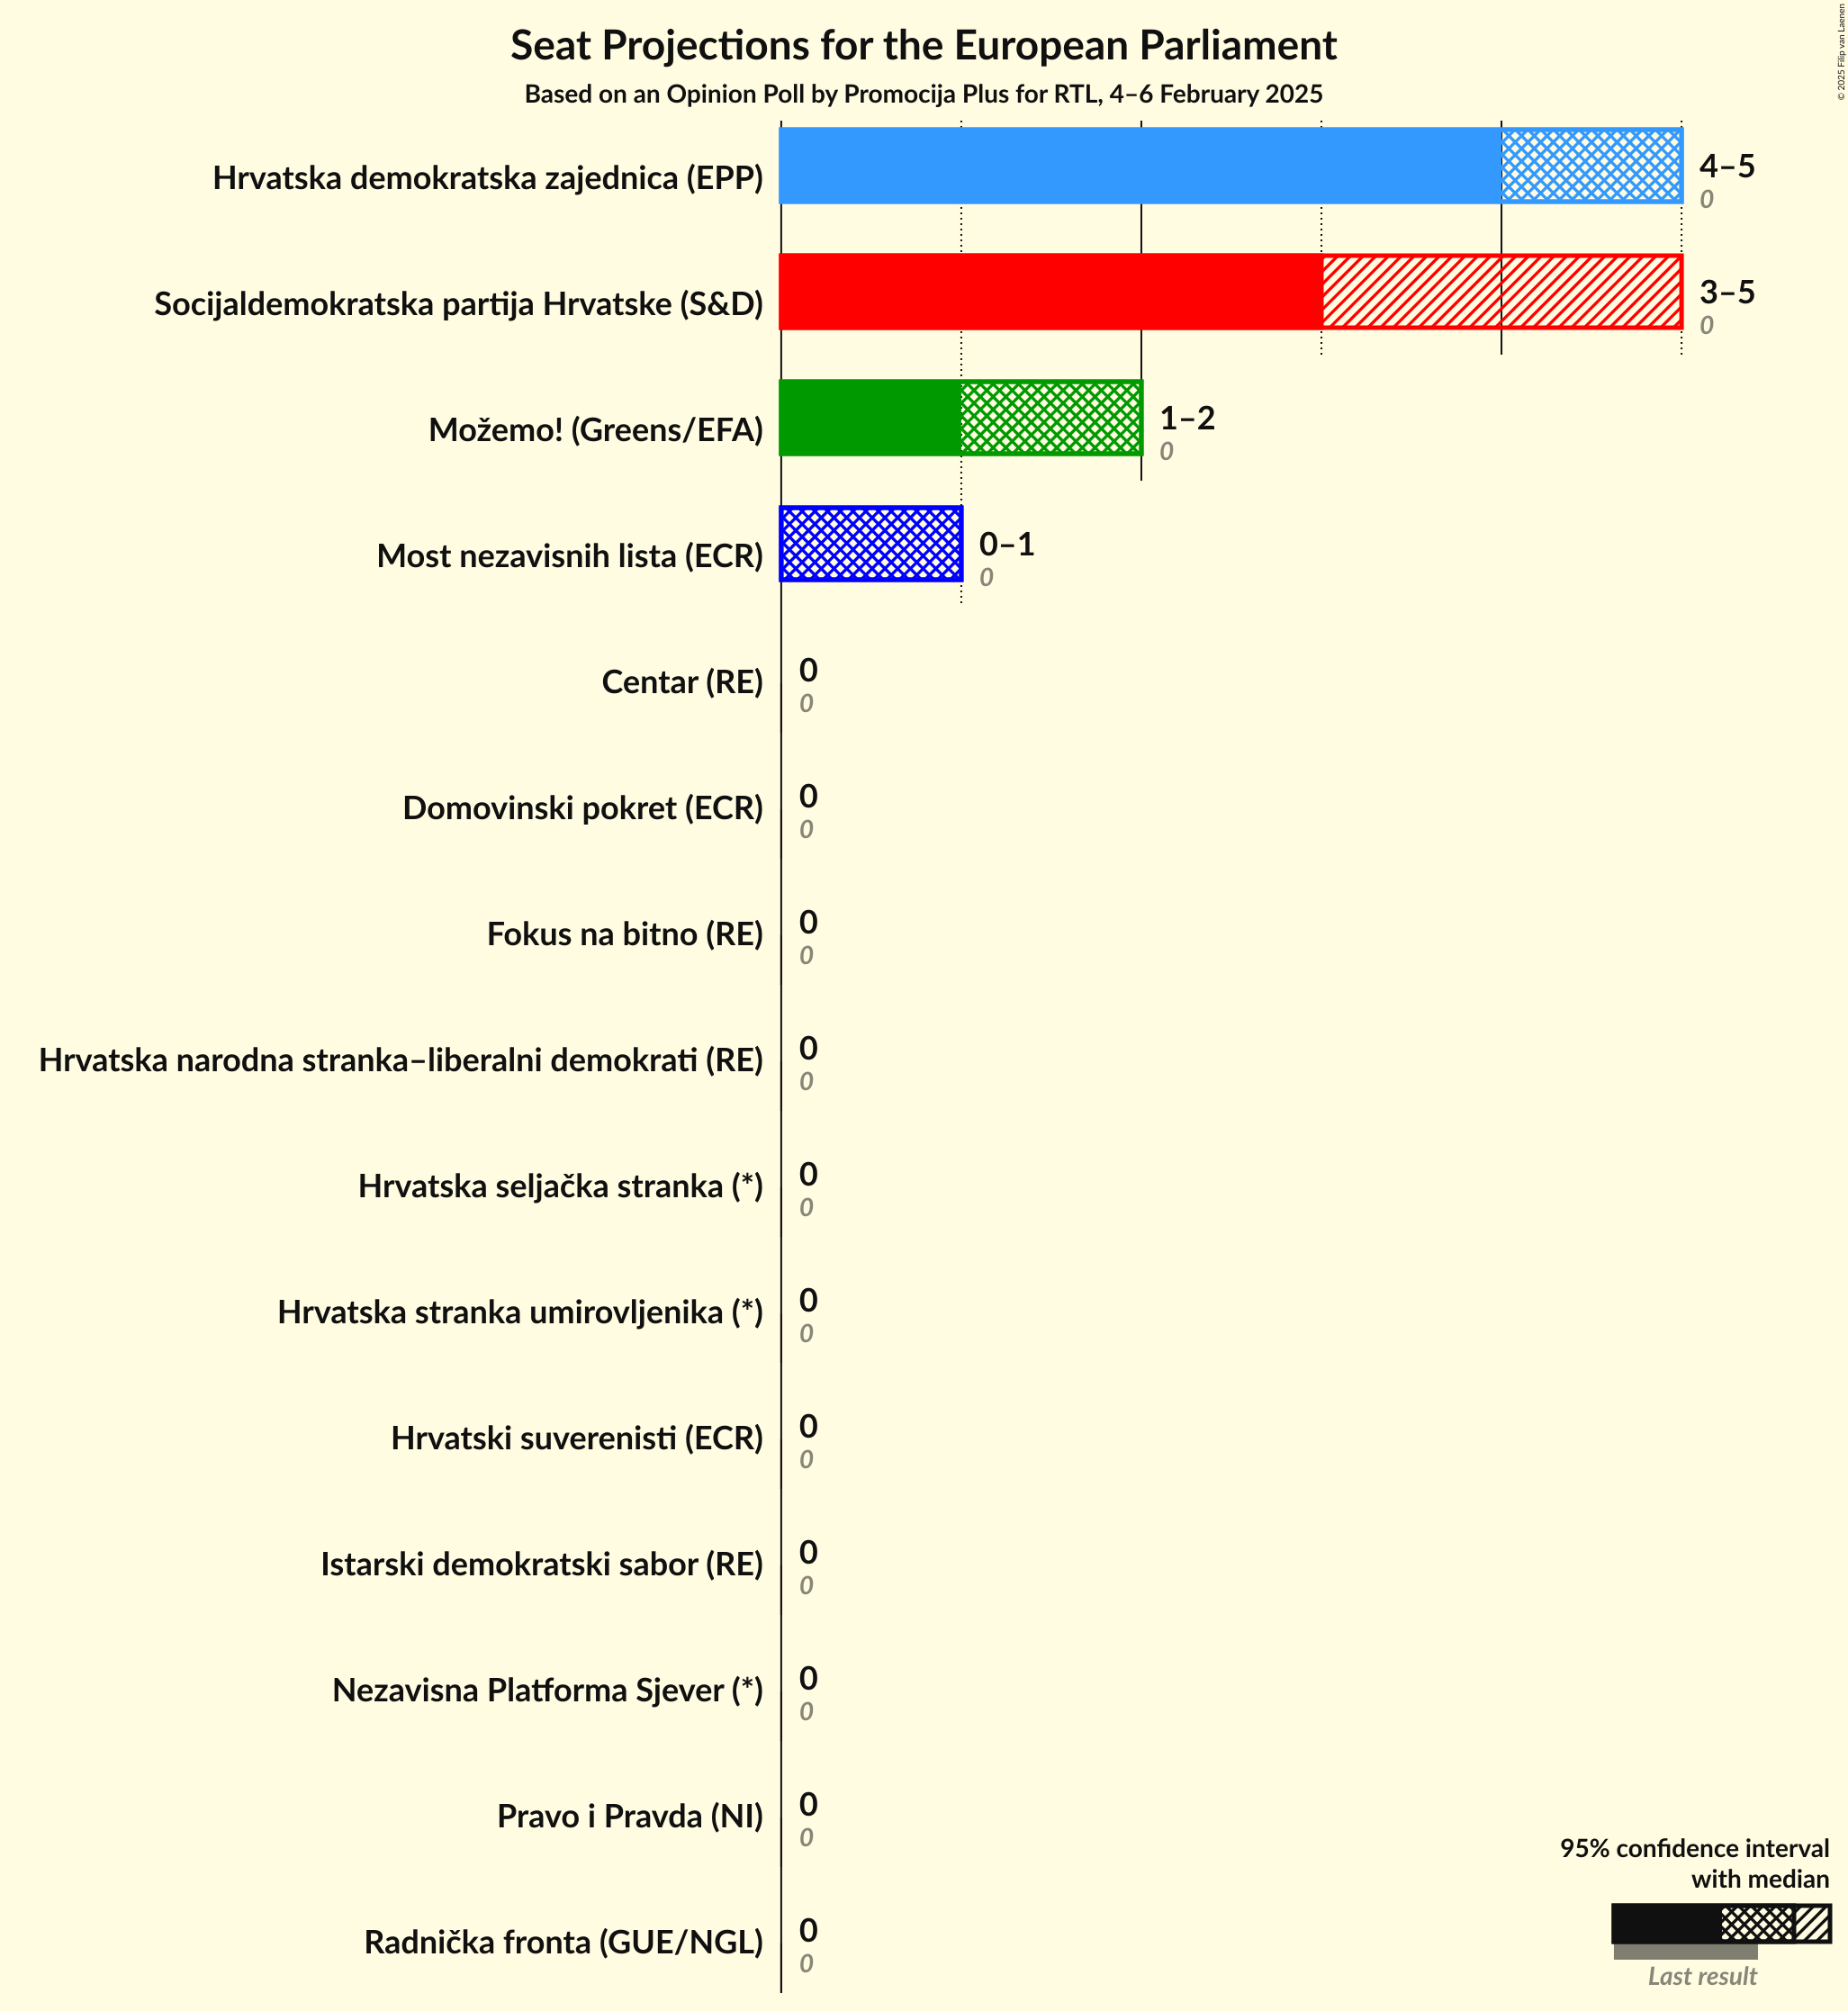 Seat Projections for the European Parliament
Based on an Opinion Poll by Promocija Plus for RTL, 4–6 February 2025
© 2025 Filip van Laenen
Hrvatska demokratska zajednica (EPP)
4–5
0
Socijaldemokratska partija Hrvatske (S&D)
3–5
0
Možemo! (Greens/EFA)
1–2
0
Most nezavisnih lista (ECR)
0–1
0
Centar (RE)
0
0
Domovinski pokret (ECR)
0
0
Fokus na bitno (RE)
0
0
Hrvatska narodna stranka–liberalni demokrati (RE)
0
0
Hrvatska seljačka stranka (*)
0
0
Hrvatska stranka umirovljenika (*)
0
0
Hrvatski suverenisti (ECR)
0
0
Istarski demokratski sabor (RE)
0
0
Nezavisna Platforma Sjever (*)
0
0
Pravo i Pravda (NI)
0
0
Radnička fronta (GUE/NGL)
0
0
95% confidence interval
with median
Last result